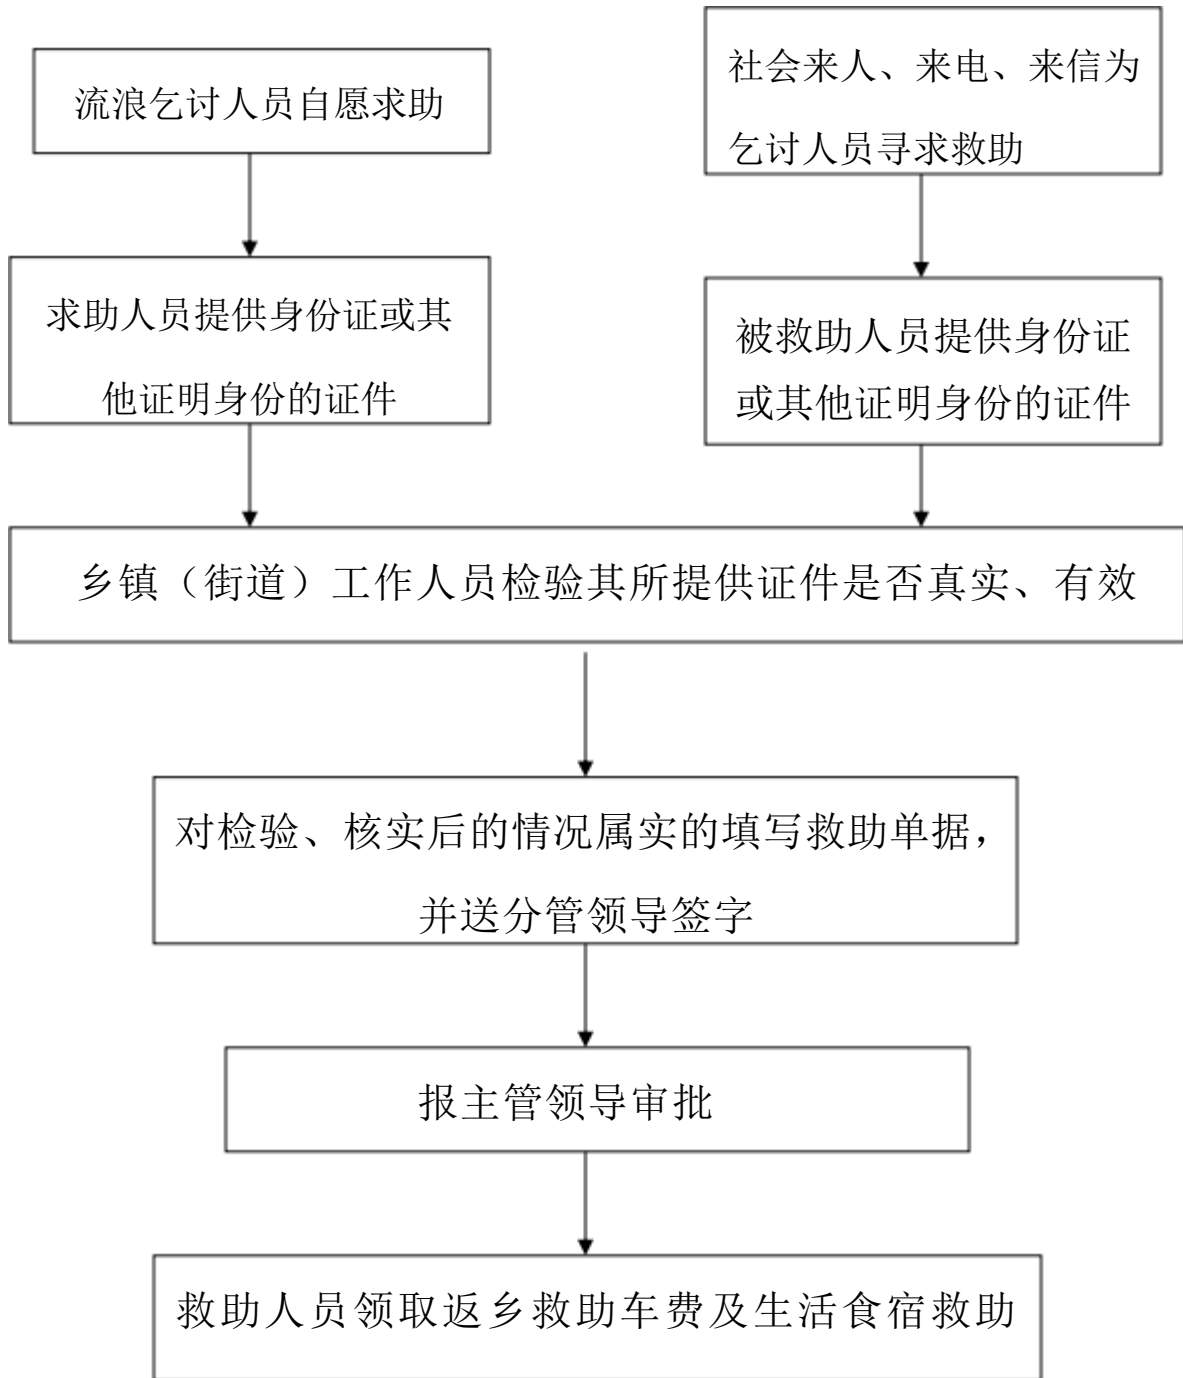 流浪乞讨人员自愿求助
社会来人、来电、来信为
乞讨人员寻求救助
求助人员提供身份证或其
他证明身份的证件
被救助人员提供身份证
或其他证明身份的证件
乡镇（街道）工作人员检验其所提供证件是否真实、有效
对检验、核实后的情况属实的填写救助单据，
并送分管领导签字
报主管领导审批
救助人员领取返乡救助车费及生活食宿救助